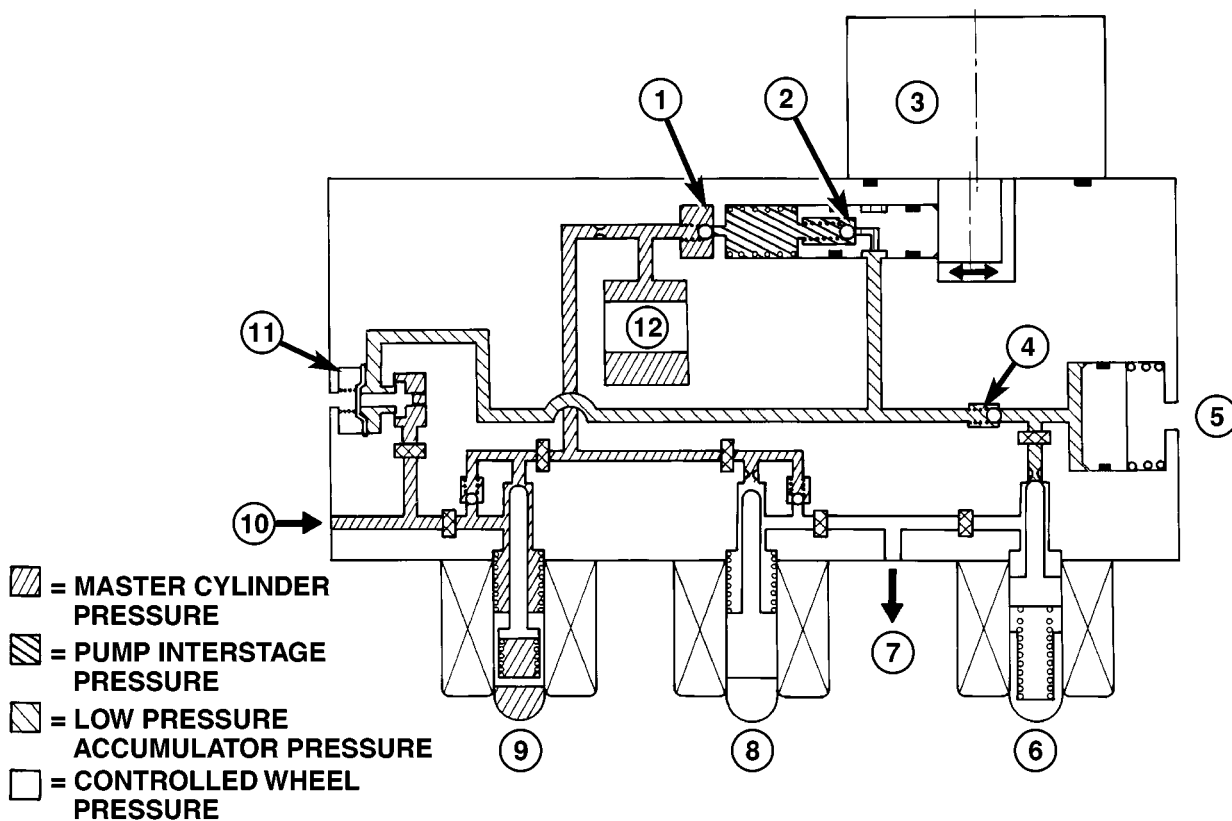 1
2
3
4
5
6
7
8
9
10
11
12
= MASTER CYLINDER
PRESSURE
= PUMP INTERSTAGE
PRESSURE
= LOW PRESSURE
ACCUMULATOR PRESSURE
= CONTROLLED WHEEL
PRESSURE